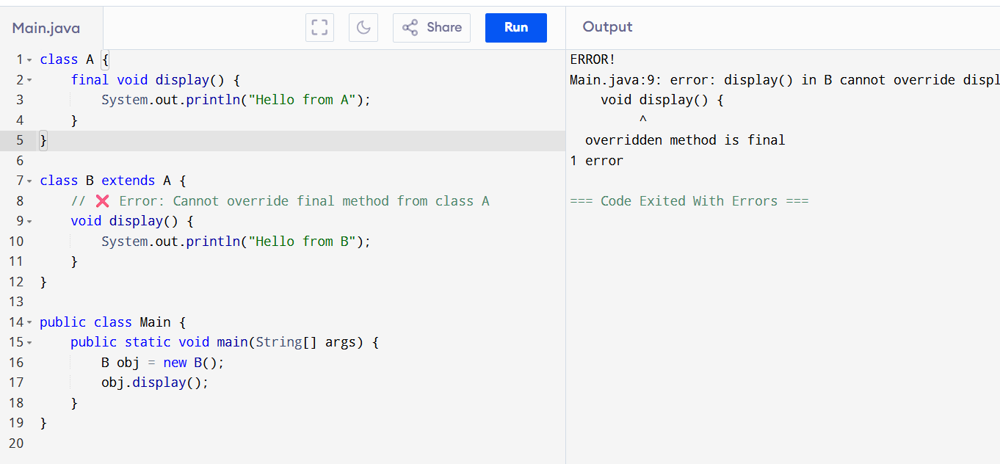 Main.java
Share
Run
Output
1 class A {
2     final void display() {
3         System.out.println("Hello from A");
4     }
5 }
6
7 class B extends A {
8     // ❌ Error: Cannot override final method from class A
9     void display() {
10         System.out.println("Hello from B");
11     }
12 }
13
14 public class Main {
15     public static void main(String[] args) {
16         B obj = new B();
17         obj.display();
18     }
19 }
20
ERROR!
Main.java:9: error: display() in B cannot override displ
    void display() {
         ^
  overridden method is final
1 error

=== Code Exited With Errors ===